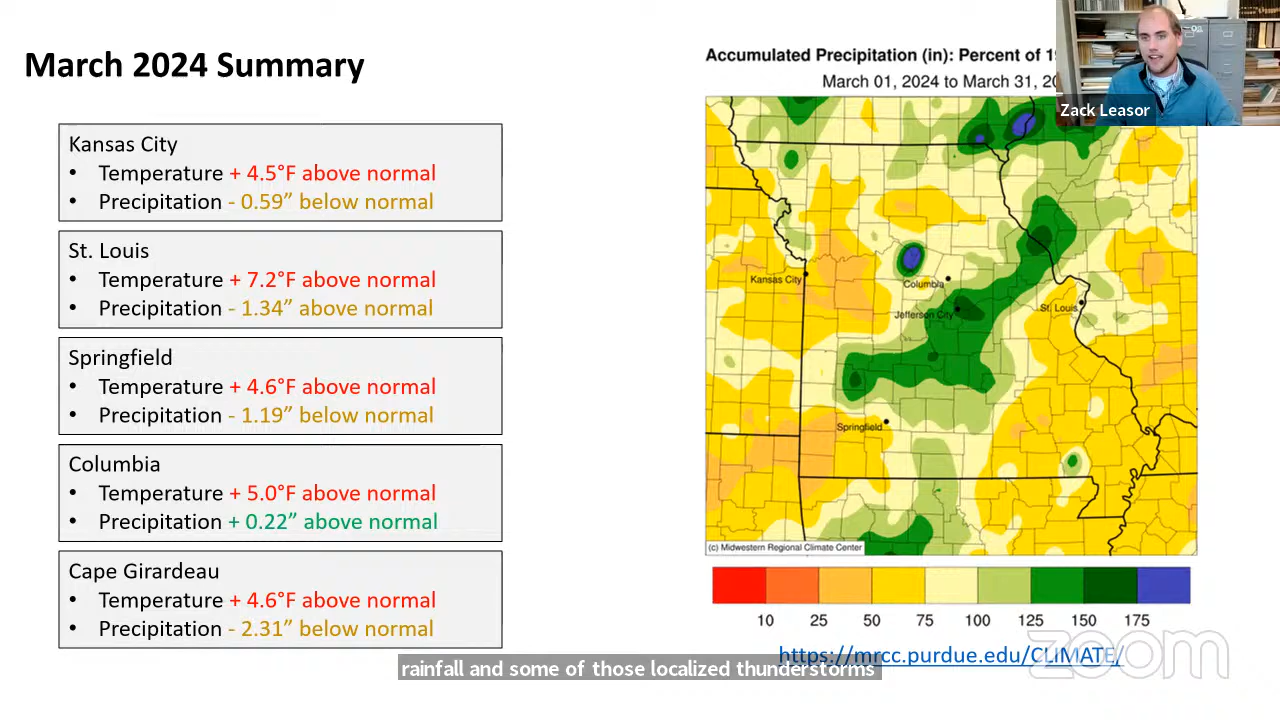 March 2024 Summary
Kansas City
• Temperature + 4.5°F above normal
• Precipitation - 0.59” below normal
St. Louis
• Temperature + 7.2°F above normal
• Precipitation - 1.34” above normal
Springfield
• Temperature + 4.6°F above normal
• Precipitation - 1.19” below normal
Columbia
• Temperature + 5.0°F above normal
• Precipitation + 0.22” above normal
Cape Girardeau
• Temperature + 4.6°F above normal
• Precipitation - 2.31” below normal
Accumulated Precipitation (in): Percent of 1
March 01, 2024 to March 31, 20
Zack Leasor
Kansas City
Columbia
Jefferson City
St. Louis
Springfield
(c) Midwestern Regional Climate Center
10 25 50 75 100 125 150 175
https://mrcc.purdue.edu/CLIMATE/
zoom
rainfall and some of those localized thunderstorms